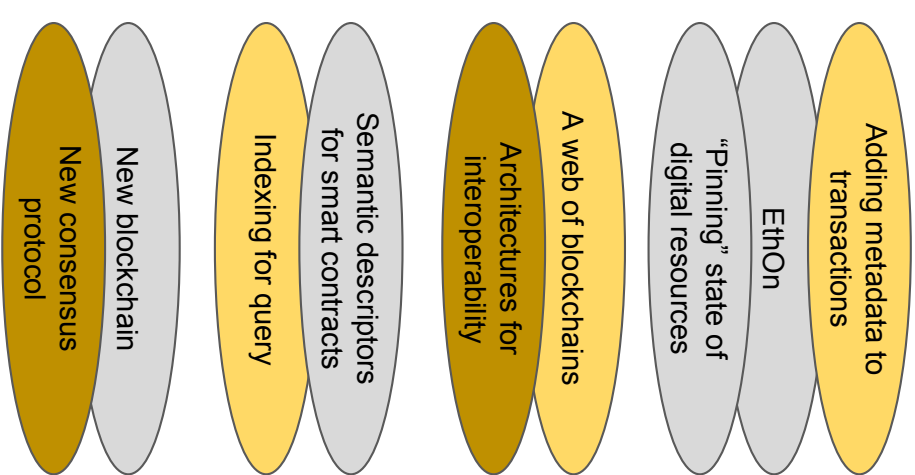 New consensus
protocol
New blockchain
Indexing for query
Semantic descriptors
for smart contracts
Architectures for
interoperability
A web of blockchains
“Pinning” state of
digital resources
EthOn
Adding metadata to
transactions